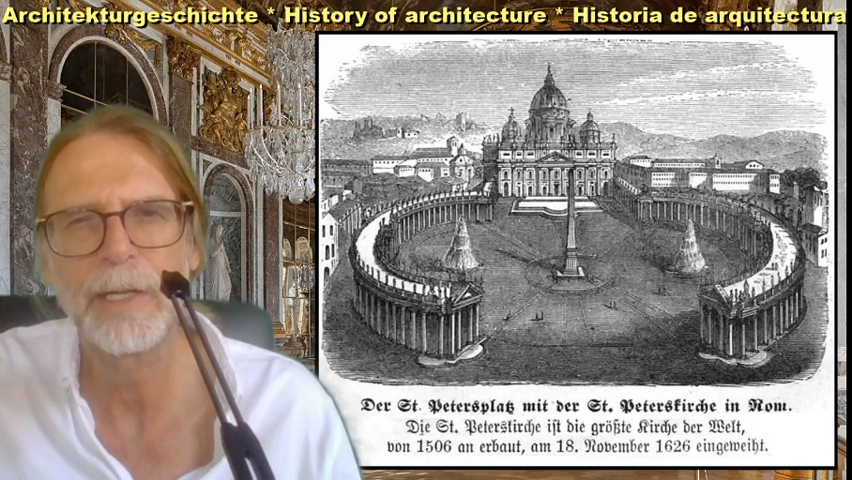 Architekturgeschichte * History of architecture * Historia de arquitectura
Der St. Petersplatz mit der St. Peterskirche in Rom.
Die St. Peterskirche ist die größte Kirche der Welt,
von 1506 an erbaut, am 18. November 1626 eingeweiht.